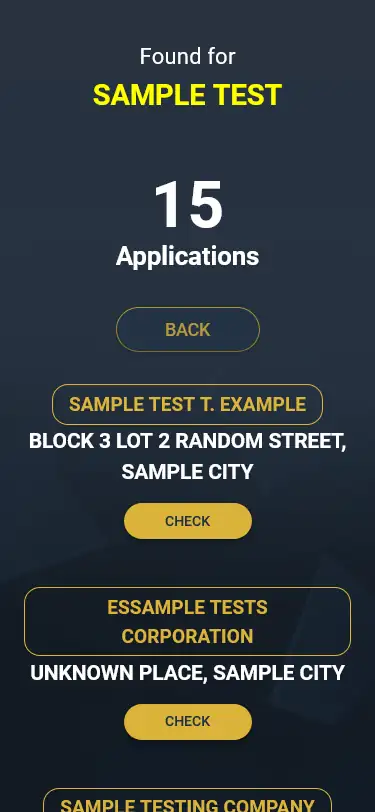 Found for
SAMPLE TEST
15
Applications
BACK
SAMPLE TEST T. EXAMPLE
BLOCK 3 LOT 2 RANDOM STREET,
SAMPLE CITY
CHECK
ESSAMPLE TESTS
CORPORATION
UNKNOWN PLACE, SAMPLE CITY
CHECK
SAMPLE TESTING COMPANY